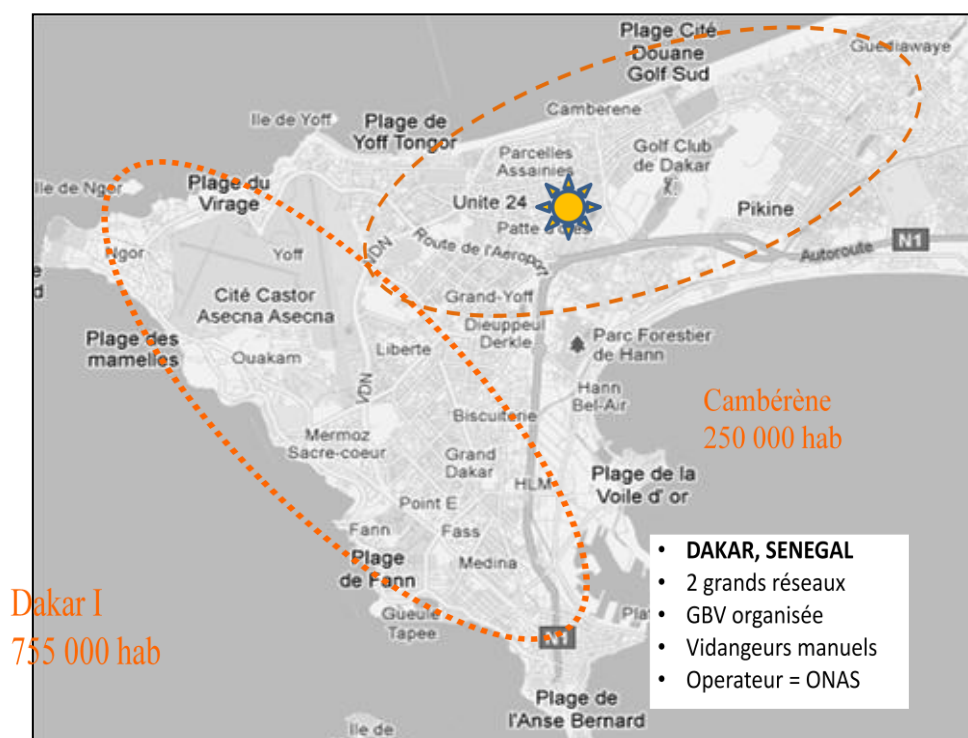 Plage Cité
Douane
Golf Sud
Guediawaye
Ile de Yoff
Plage de
Yoff Tongor
Camberene
Parcelles
Assainies
Golf Club
de Dakar
Ile de Ngor
Plage du
Virage
Unite 24
Patte d'oies
Pikine
Ngor
Yoff
VDN
Route de l'Aeroport
N1
Autoroute
Cité Castor
Asecna Asecna
Grand-Yoff
Dieuppeul
Derkle
Parc Forestier
de Hann
Plage des
mamelles
Ouakam
Liberte
VDN
Hann
Bel-Air
Cambérène
250 000 hab
Biscuiterie
Mermoz
Sacre-coeur
Grand
Dakar
HLM
Plage de la
Voile d' or
Point E
Fann
Fass
Plage
de Fann
Medina
Dakar I
755 000 hab
Gueule
Tapee
N1
Plat
Plage de
l'Anse Bernard
Ile de
• DAKAR, SENEGAL
• 2 grands réseaux
• GBV organisée
• Vidangeurs manuels
• Operateur = ONAS